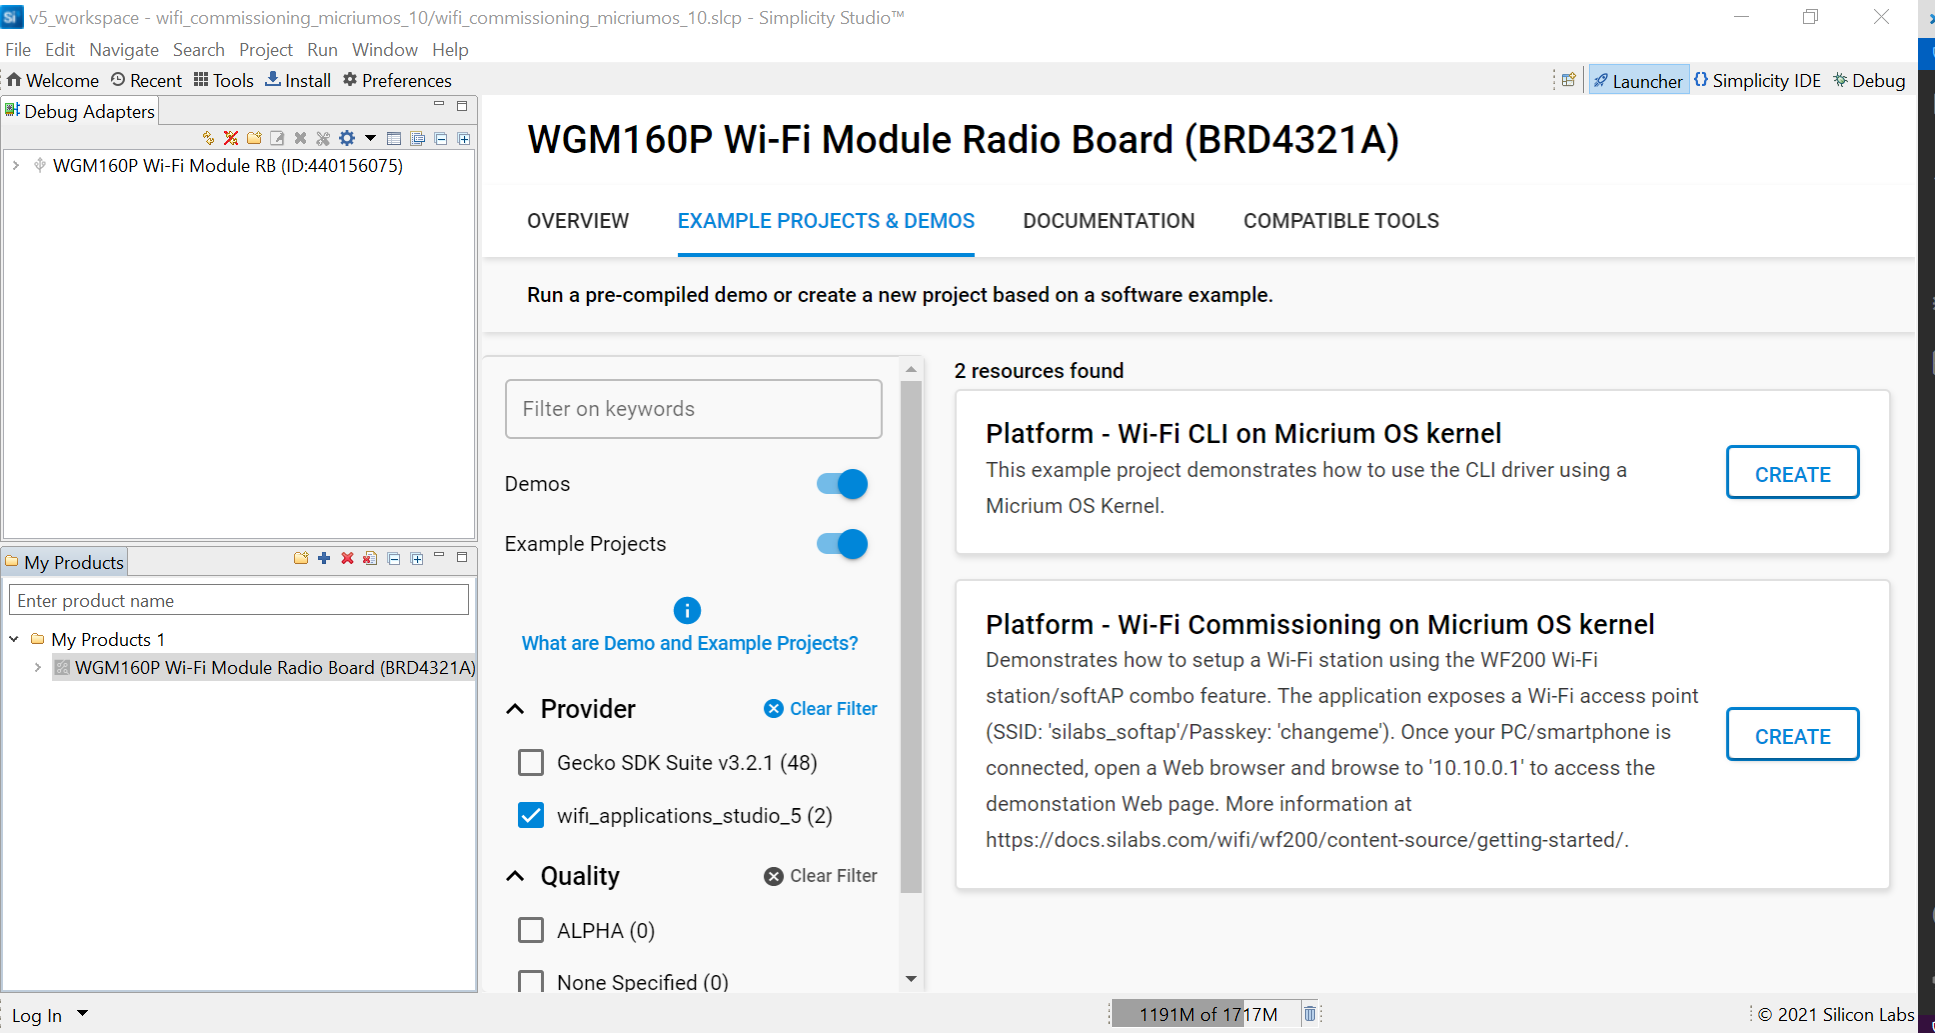 Si v5_workspace - wifi_commissioning_micriumos_10/wifi_commissioning_micriumos_10.slcp - Simplicity Studio™
File Edit Navigate Search Project Run Window Help
Welcome Recent Tools Install Preferences
Launcher {} Simplicity IDE Debug
Debug Adapters
WGM160P Wi-Fi Module RB (ID:440156075)
My Products
Enter product name
My Products 1
WGM160P Wi-Fi Module Radio Board (BRD4321A)
WGM160P Wi-Fi Module Radio Board (BRD4321A)
OVERVIEW EXAMPLE PROJECTS & DEMOS DOCUMENTATION COMPATIBLE TOOLS
Run a pre-compiled demo or create a new project based on a software example.
Filter on keywords
Demos
Example Projects
What are Demo and Example Projects?
Provider Clear Filter
Gecko SDK Suite v3.2.1 (48)
wifi_applications_studio_5 (2)
Quality Clear Filter
ALPHA (0)
None Specified (0)
2 resources found
Platform - Wi-Fi CLI on Micrium OS kernel
This example project demonstrates how to use the CLI driver using a
Micrium OS Kernel.
CREATE
Platform - Wi-Fi Commissioning on Micrium OS kernel
Demonstrates how to setup a Wi-Fi station using the WF200 Wi-Fi
station/softAP combo feature. The application exposes a Wi-Fi access point
(SSID: 'silabs_softap'/Passkey: 'changeme'). Once your PC/smartphone is
connected, open a Web browser and browse to '10.10.0.1' to access the
demonstation Web page. More information at
https://docs.silabs.com/wifi/wf200/content-source/getting-started/.
CREATE
Log In
1191M of 1717M
© 2021 Silicon Labs